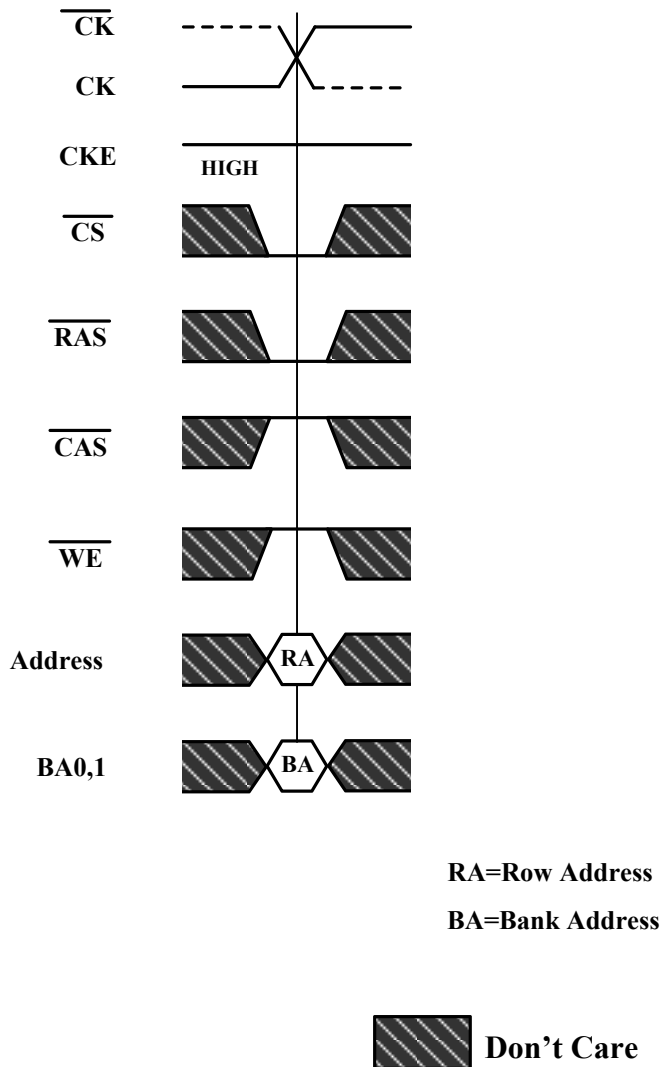 CK
CK
CKE
HIGH
CS
RAS
CAS
WE
Address
RA
BA0,1
BA
RA=Row Address
BA=Bank Address
Don't Care